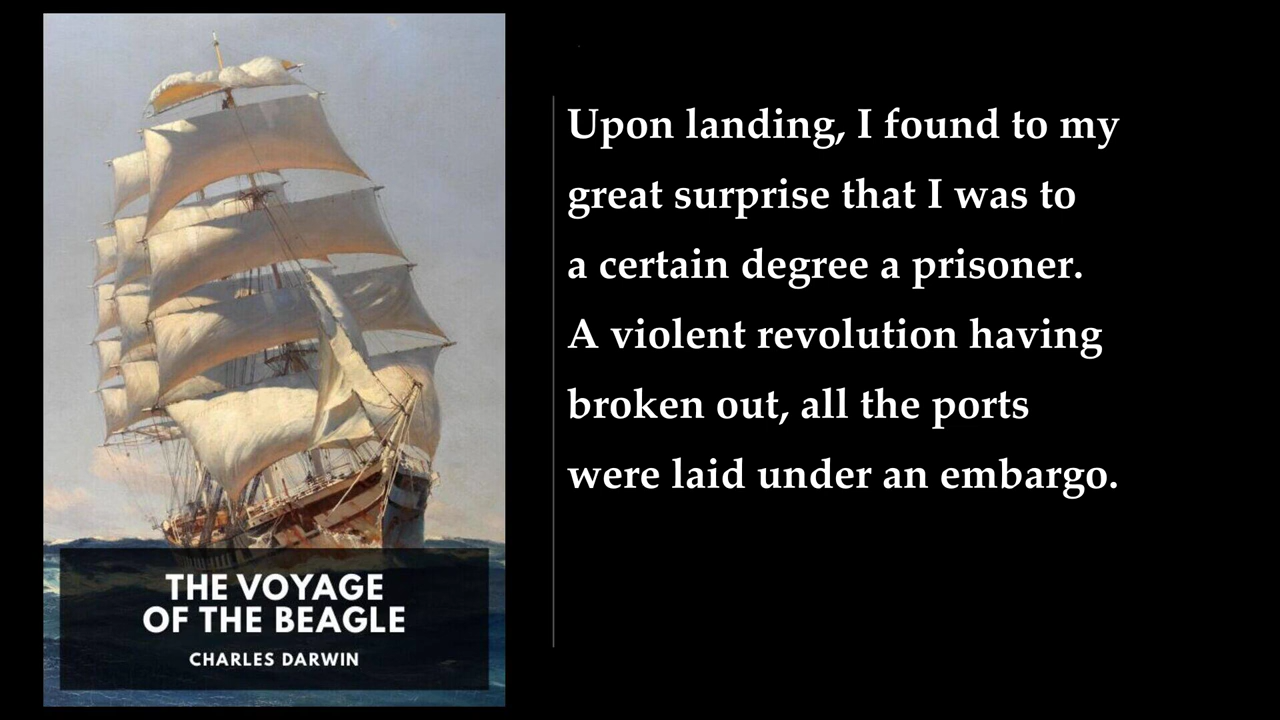 Upon landing, I found to my
great surprise that I was to
a certain degree a prisoner.
A violent revolution having
broken out, all the ports
were laid under an embargo.
THE VOYAGE
OF THE BEAGLE
CHARLES DARWIN